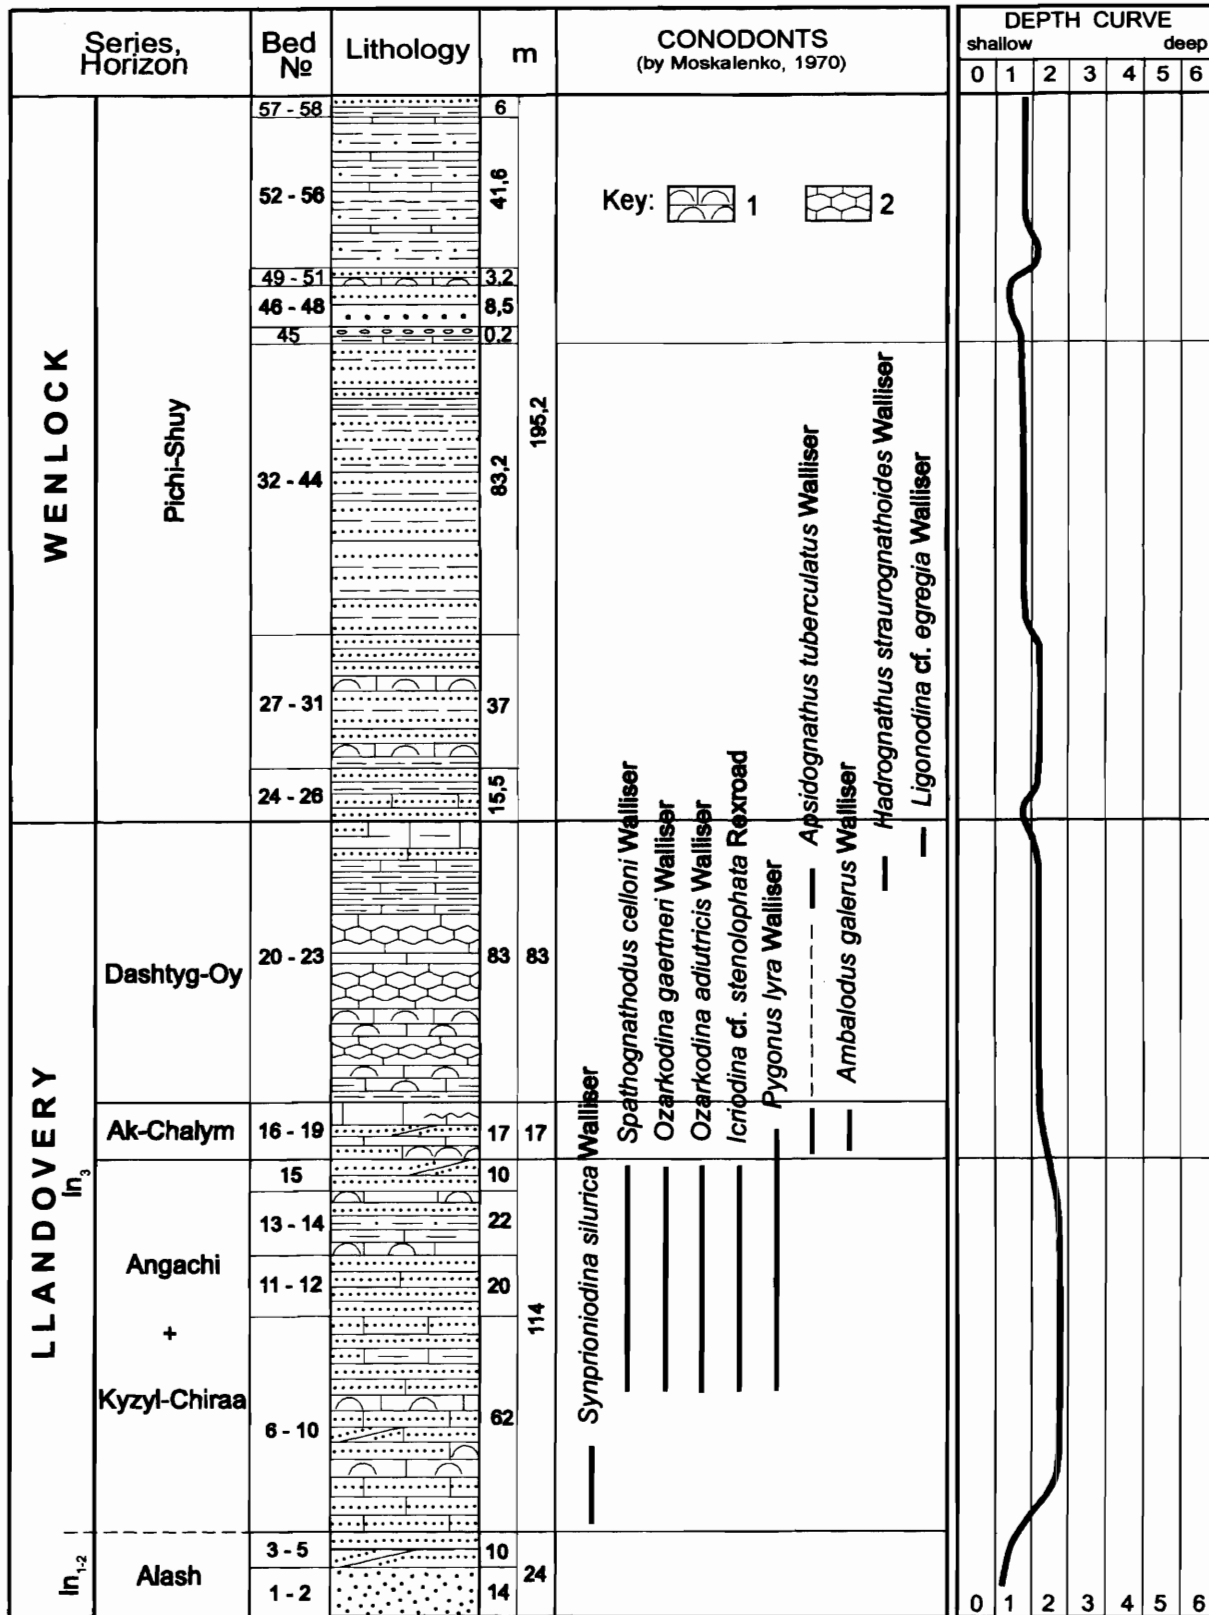 Series,
Horizon
Bed
№
Lithology
m
CONODONTS
(by Moskalenko, 1970)
DEPTH CURVE
shallow deep
0 1 2 3 4 5 6
WENLOCK
Pichi-Shuy
57 - 58
6
52 - 56
41,6
49 - 51
3,2
46 - 48
8,5
45
0,2
32 - 44
83,2
195,2
27 - 31
37
24 - 26
15,5
Key: 1 2
LLANDOVERY
ln3
Dashtyg-Oy
20 - 23
83
83
Ak-Chalym
16 - 19
17
17
Angachi
+
Kyzyl-Chiraa
15
10
13 - 14
22
11 - 12
20
6 - 10
62
114
ln1-2
Alash
3 - 5
10
1 - 2
14
24
Synprioniodina silurica Walliser
Spathognathodus celloni Walliser
Ozarkodina gaertneri Walliser
Ozarkodina adiutricis Walliser
Icriodina cf. stenolophata Rexroad
Pygonus lyra Walliser
Apsidognathus tuberculatus Walliser
Ambalodus galerus Walliser
Hadrognathus straurognathoides Walliser
Ligonodina cf. egregia Walliser
0 1 2 3 4 5 6